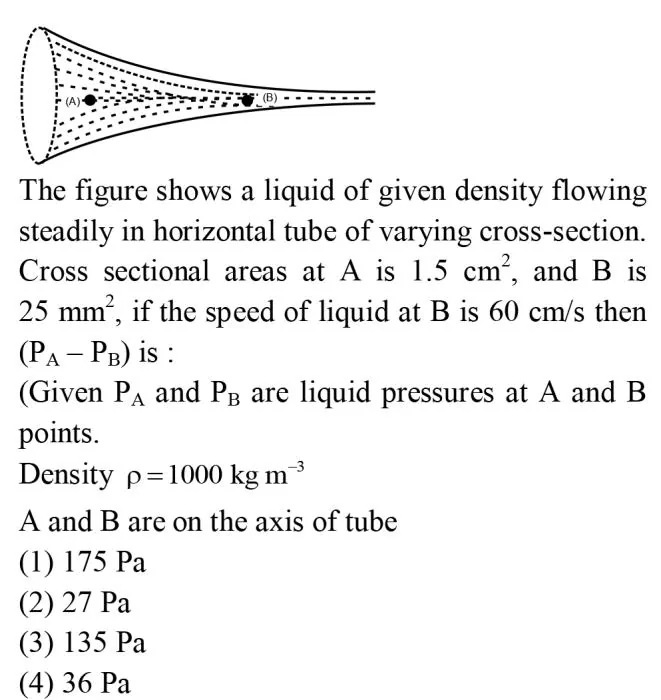 (A) (B)
The figure shows a liquid of given density flowing
steadily in horizontal tube of varying cross-section.
Cross sectional areas at A is 1.5 cm², and B is
25 mm², if the speed of liquid at B is 60 cm/s then
(P_A – P_B) is :
(Given P_A and P_B are liquid pressures at A and B
points.
Density ρ = 1000 kg m⁻³
A and B are on the axis of tube
(1) 175 Pa
(2) 27 Pa
(3) 135 Pa
(4) 36 Pa